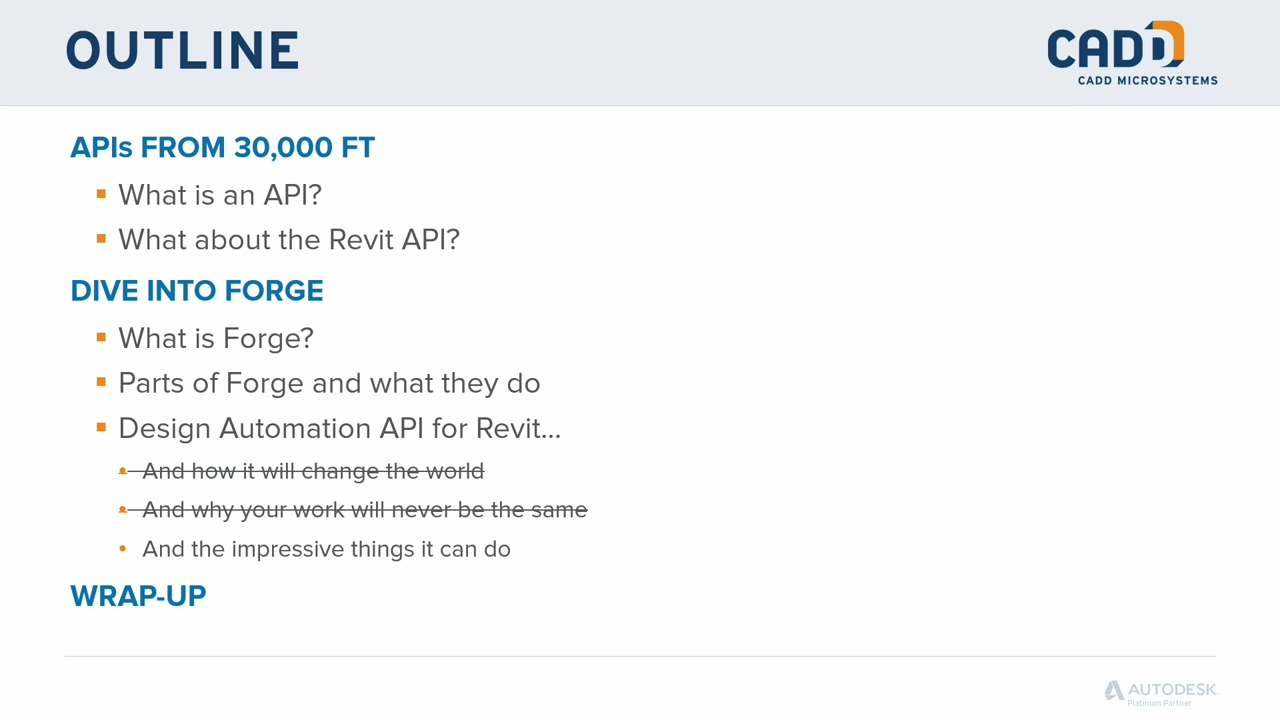 OUTLINE
CADD
CADD MICROSYSTEMS
APIs FROM 30,000 FT
What is an API?
What about the Revit API?
DIVE INTO FORGE
What is Forge?
Parts of Forge and what they do
Design Automation API for Revit...
And how it will change the world
And why your work will never be the same
And the impressive things it can do
WRAP-UP
AUTODESK.
Platinum Partner